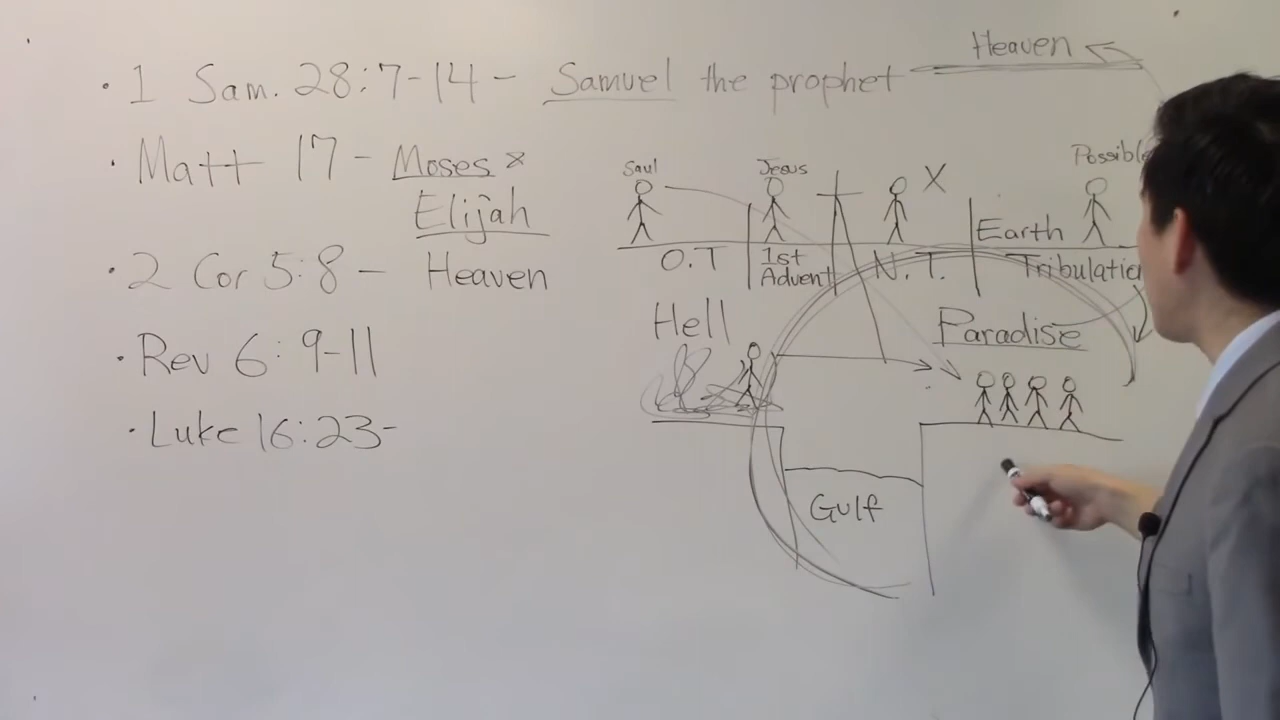 • 1 Sam. 28:7-14 - Samuel the prophet
• Matt 17 - Moses &
Elijah
• 2 Cor 5:8 - Heaven
• Rev 6: 9-11
• Luke 16:23-
Heaven
Saul
Jesus
X
Possible
Earth
O.T
1st
Advent
N.T.
Tribulation
Hell
Paradise
Gulf